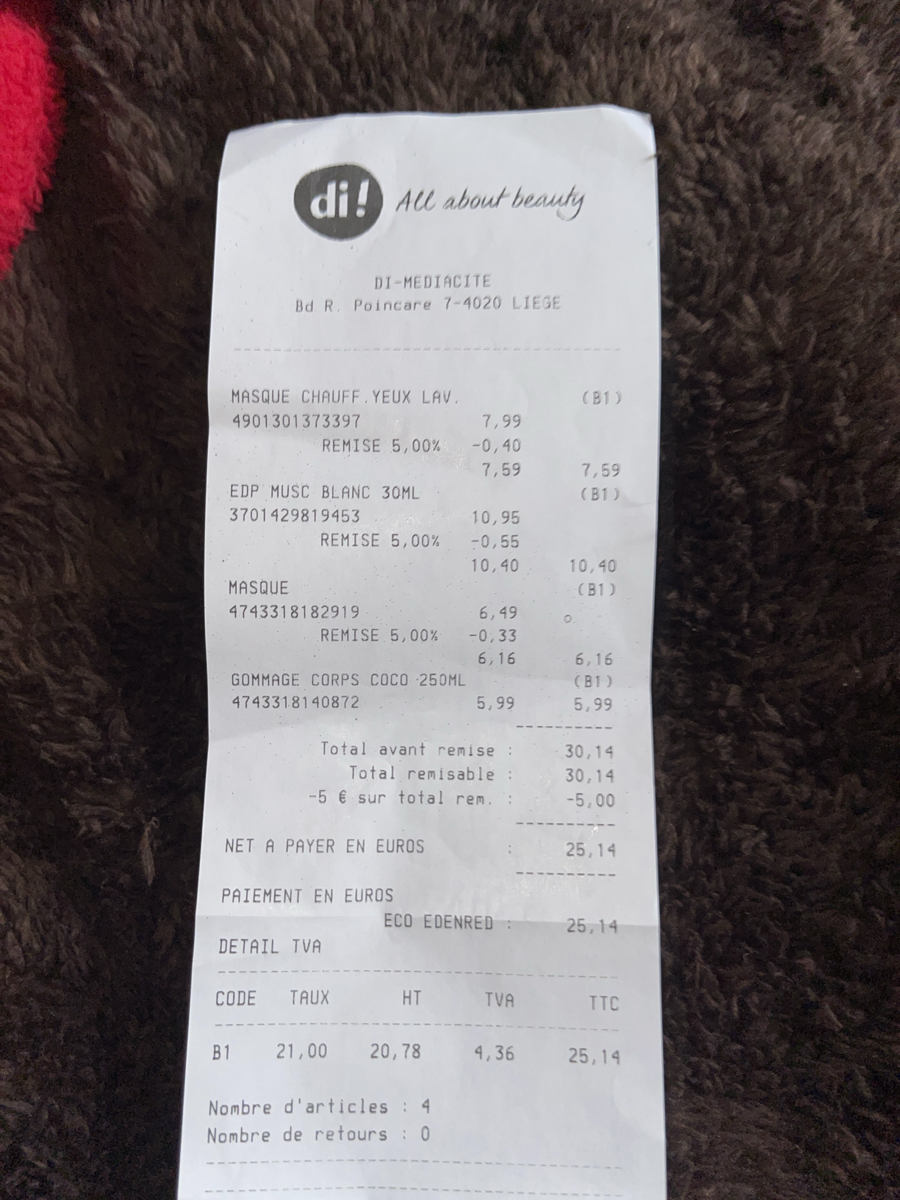 di! All about beauty
DI-MEDIACITE
Bd R. Poincare 7-4020 LIEGE
MASQUE CHAUFF.YEUX LAV. (B1)
4901301373397 7,99
REMISE 5,00% -0,40
7,59 7,59
EDP MUSC BLANC 30ML (B1)
3701429819453 10,95
REMISE 5,00% -0,55
10,40 10,40
MASQUE (B1)
4743318182919 6,49
REMISE 5,00% -0,33
6,16 6,16
GOMMAGE CORPS COCO 250ML (B1)
4743318140872 5,99 5,99
Total avant remise : 30,14
Total remisable : 30,14
-5 € sur total rem. : -5,00
NET A PAYER EN EUROS : 25,14
PAIEMENT EN EUROS
ECO EDENRED : 25,14
DETAIL TVA
CODE TAUX HT TVA TTC
B1 21,00 20,78 4,36 25,14
Nombre d'articles : 4
Nombre de retours : 0